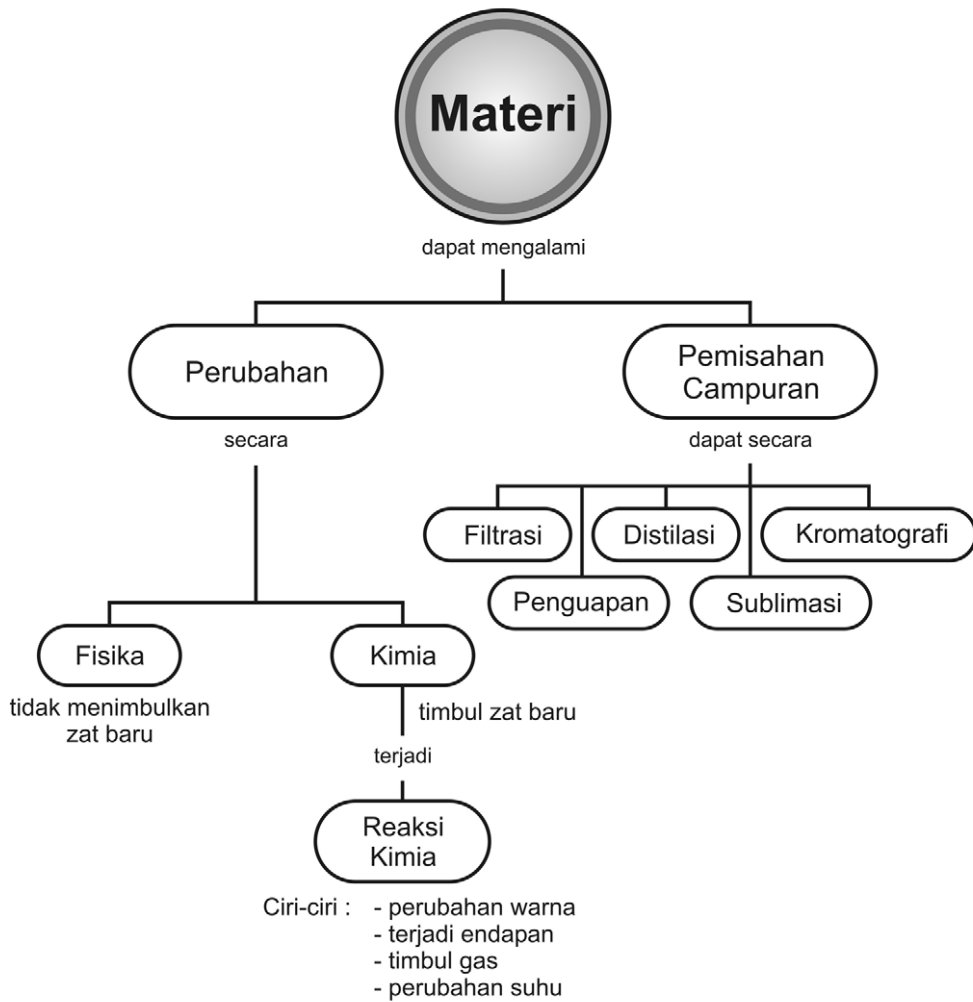 Materi
dapat mengalami
Perubahan
secara
Pemisahan
Campuran
dapat secara
Filtrasi
Distilasi
Kromatografi
Penguapan
Sublimasi
Fisika
tidak menimbulkan
zat baru
Kimia
timbul zat baru
terjadi
Reaksi
Kimia
Ciri-ciri : - perubahan warna
- terjadi endapan
- timbul gas
- perubahan suhu